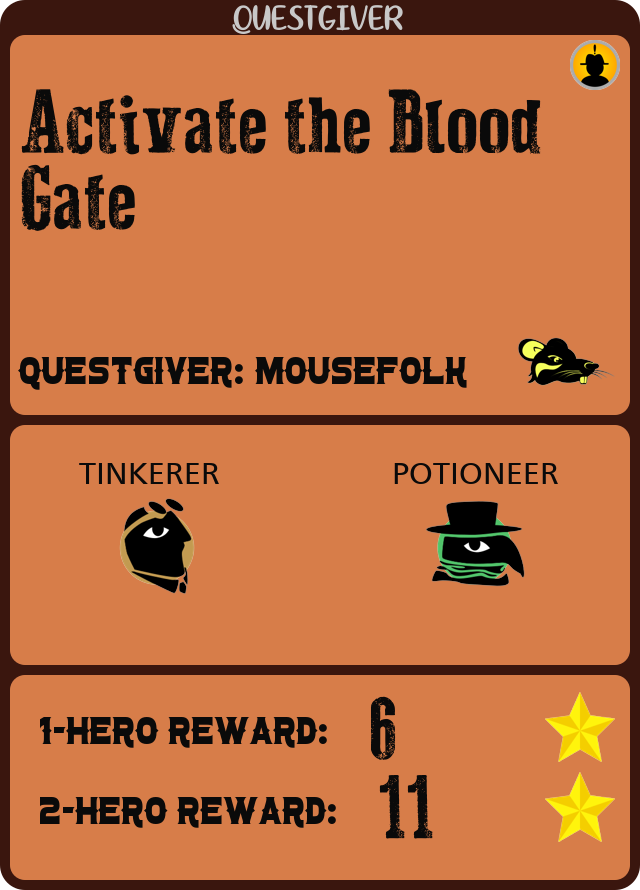 QUESTGIVER
Activate the Blood
Gate
QUESTGIVER: MOUSEFOLK
TINKERER POTIONEER
1-HERO REWARD: 6
2-HERO REWARD: 11